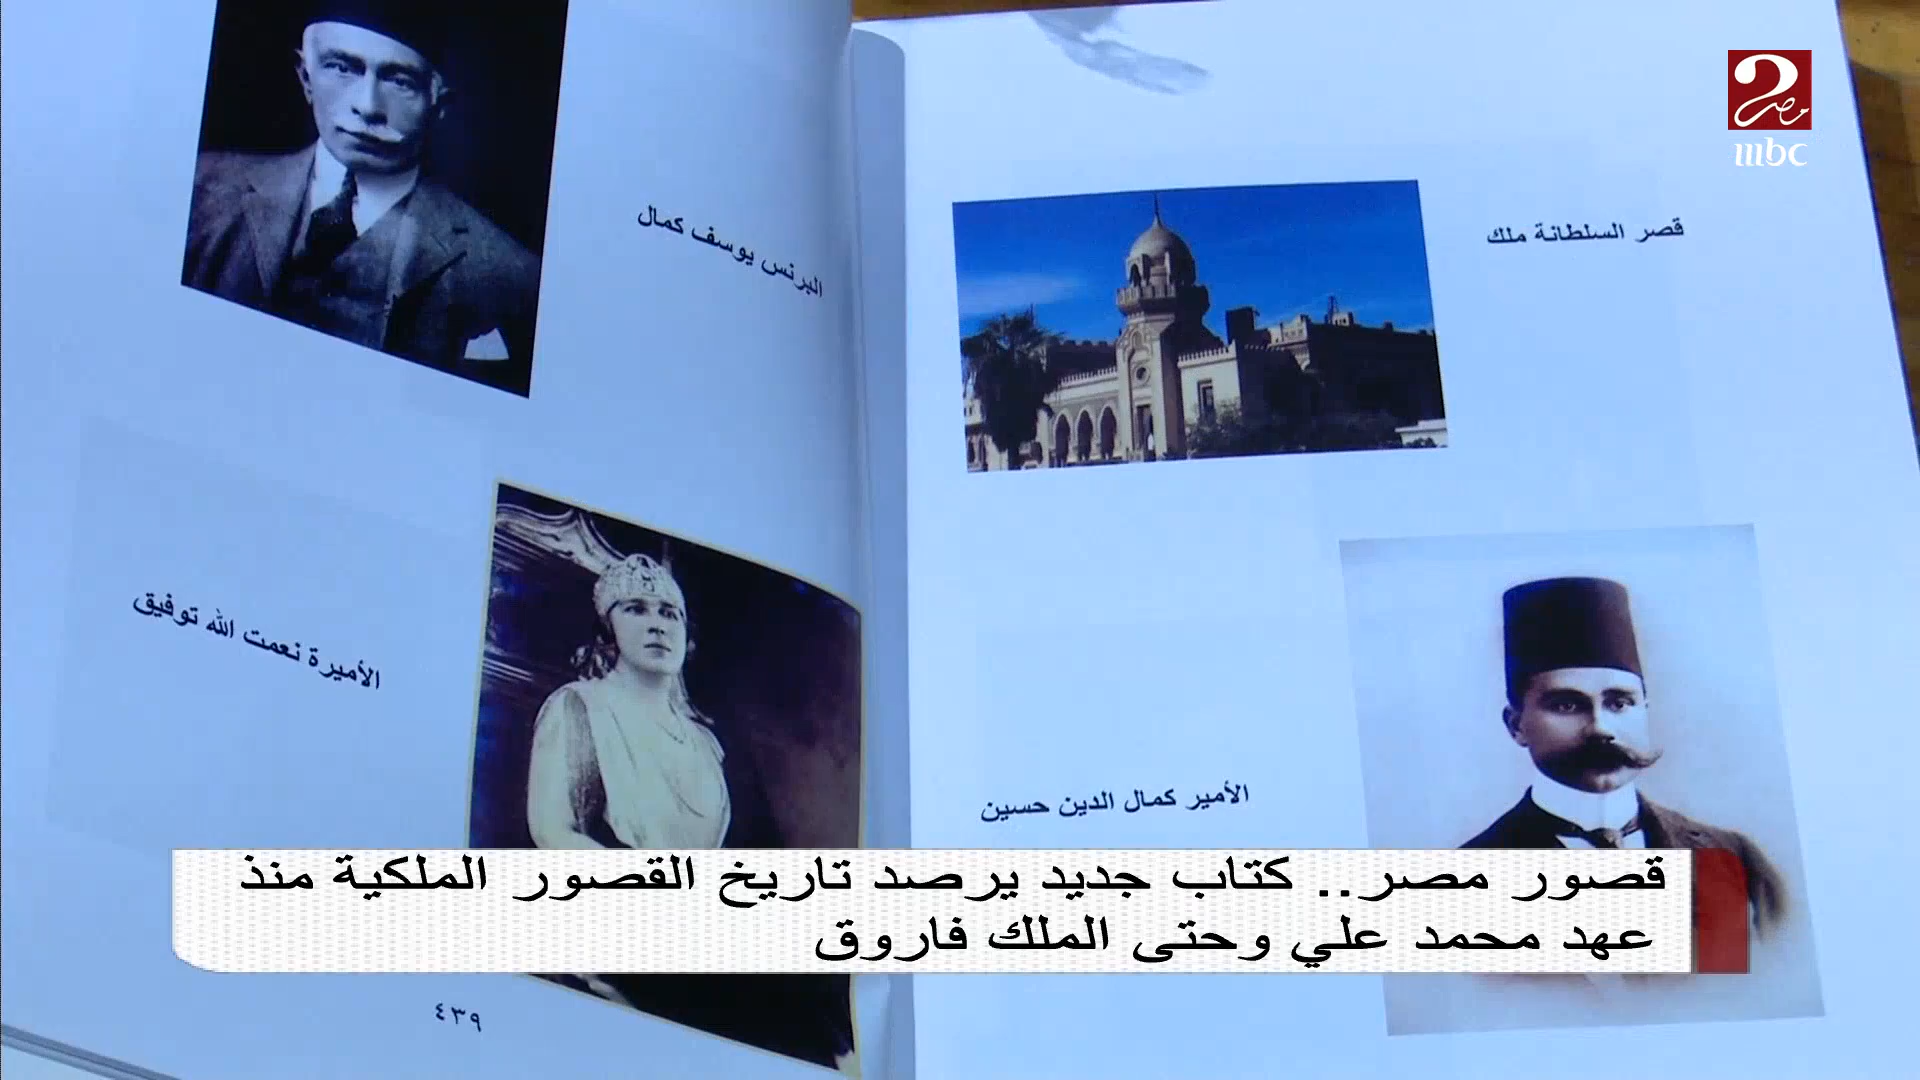 مصر
mbc
قصر السلطانة ملك
الأمير كمال الدين حسين
البرنس يوسف كمال
الأميرة نعمت الله توفيق
٤٣٩
قصور مصر.. كتاب جديد يرصد تاريخ القصور الملكية منذ
عهد محمد علي وحتى الملك فاروق